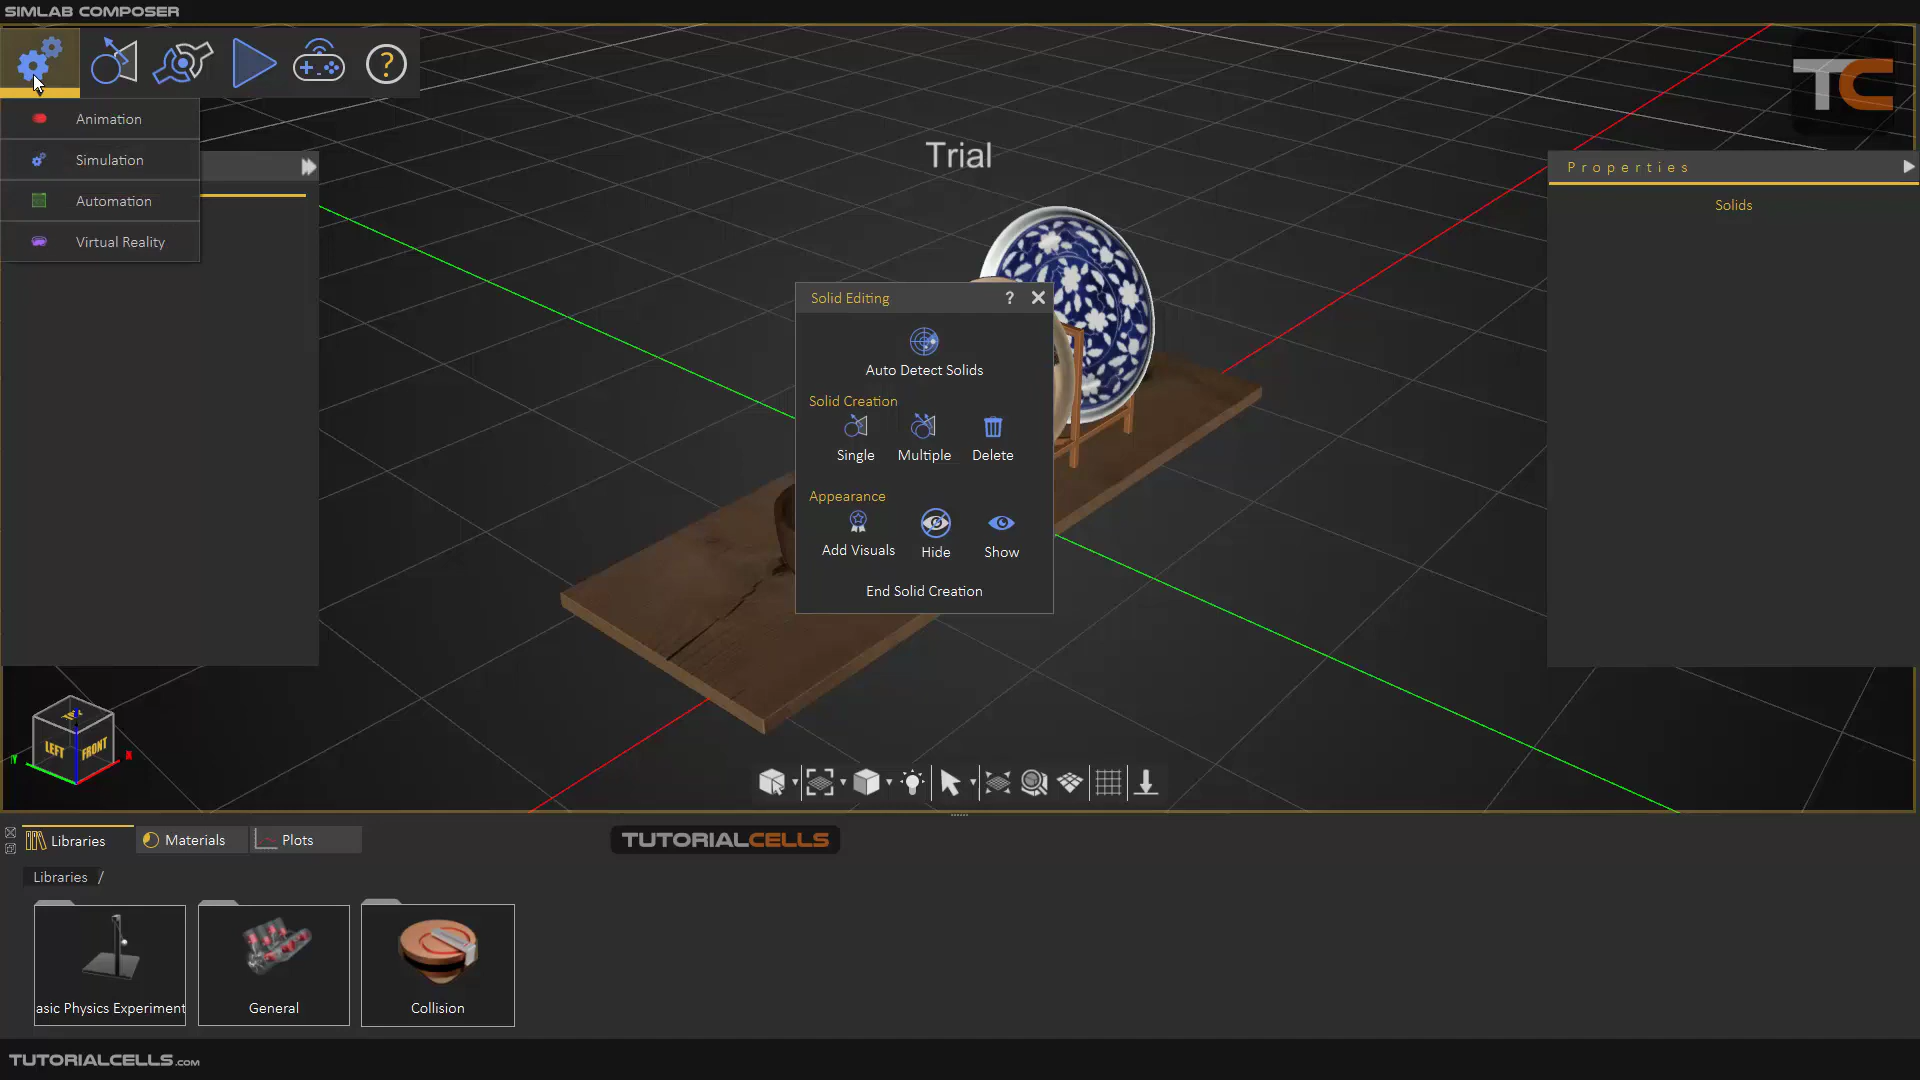 SIMLAB COMPOSER
TC
Animation
Simulation
Automation
Virtual Reality
Trial
Properties
Solids
Solid Editing
?
Auto Detect Solids
Solid Creation
Single
Multiple
Delete
Appearance
Add Visuals
Hide
Show
End Solid Creation
LEFT
FRONT
Libraries
Materials
Plots
TUTORIALCELLS
Libraries /
asic Physics Experiment
General
Collision
TUTORIALCELLS.com